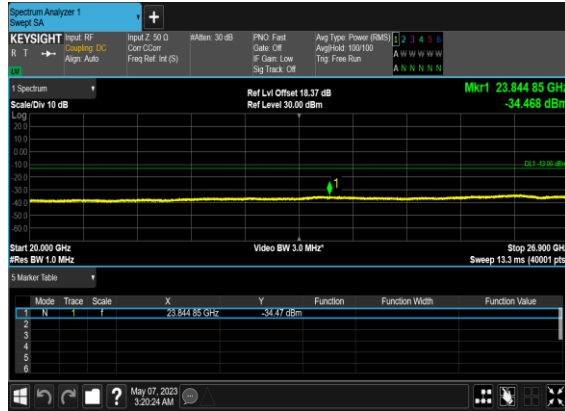 Spectrum Analyzer 1
Swept SA
+
KEYSIGHT Input: RF Input Z: 50 Ω #Atten: 30 dB PNO: Fast Avg Type: Power (RMS) 1 2 3 4 5 6
R T Coupling: DC Corr CCorr Gate: Off Avg|Hold: 100/100 A W W W W W
Align: Auto Freq Ref: Int (S) IF Gain: Low Trig: Free Run
Sig Track: Off A N N N N N
1 Spectrum
Ref Lvl Offset 18.37 dB Mkr1 23.844 85 GHz
Scale/Div 10 dB Ref Level 30.00 dBm -34.468 dBm
Log
20.0
10.0
0.00
-10.0
DL1 -13.00 dBm
-20.0
1
-30.0
-40.0
-50.0
-60.0
Start 20.000 GHz Video BW 3.0 MHz* Stop 26.900 GHz
#Res BW 1.0 MHz Sweep 13.3 ms (40001 pts)
5 Marker Table
Mode Trace Scale X Y Function Function Width Function Value
1 N 1 f 23.844 85 GHz -34.47 dBm
2
3
4
5
6
? May 07, 2023
3:20:24 AM